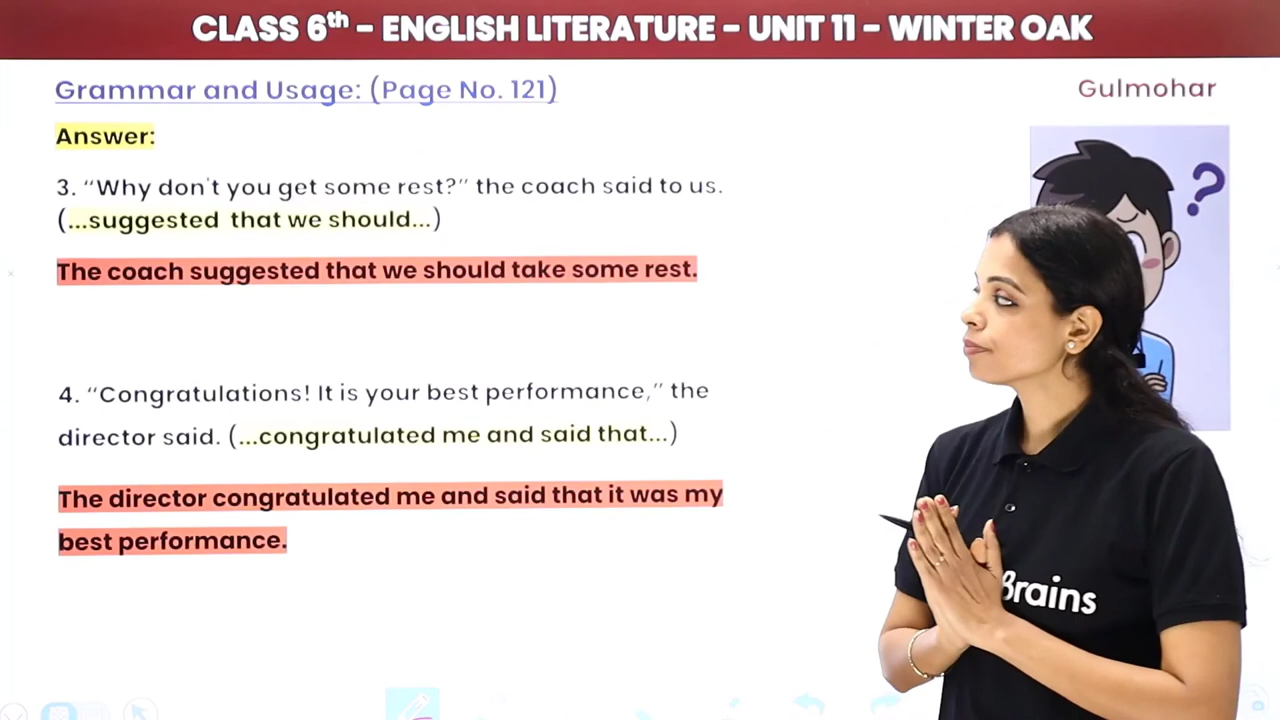 CLASS 6th - ENGLISH LITERATURE - UNIT 11 - WINTER OAK
Grammar and Usage: (Page No. 121)
Gulmohar
Answer:
3. “Why don't you get some rest?” the coach said to us.
(...suggested that we should...)
The coach suggested that we should take some rest.
4. “Congratulations! It is your best performance,” the
director said. (...congratulated me and said that...)
The director congratulated me and said that it was my
best performance.
?
Brains